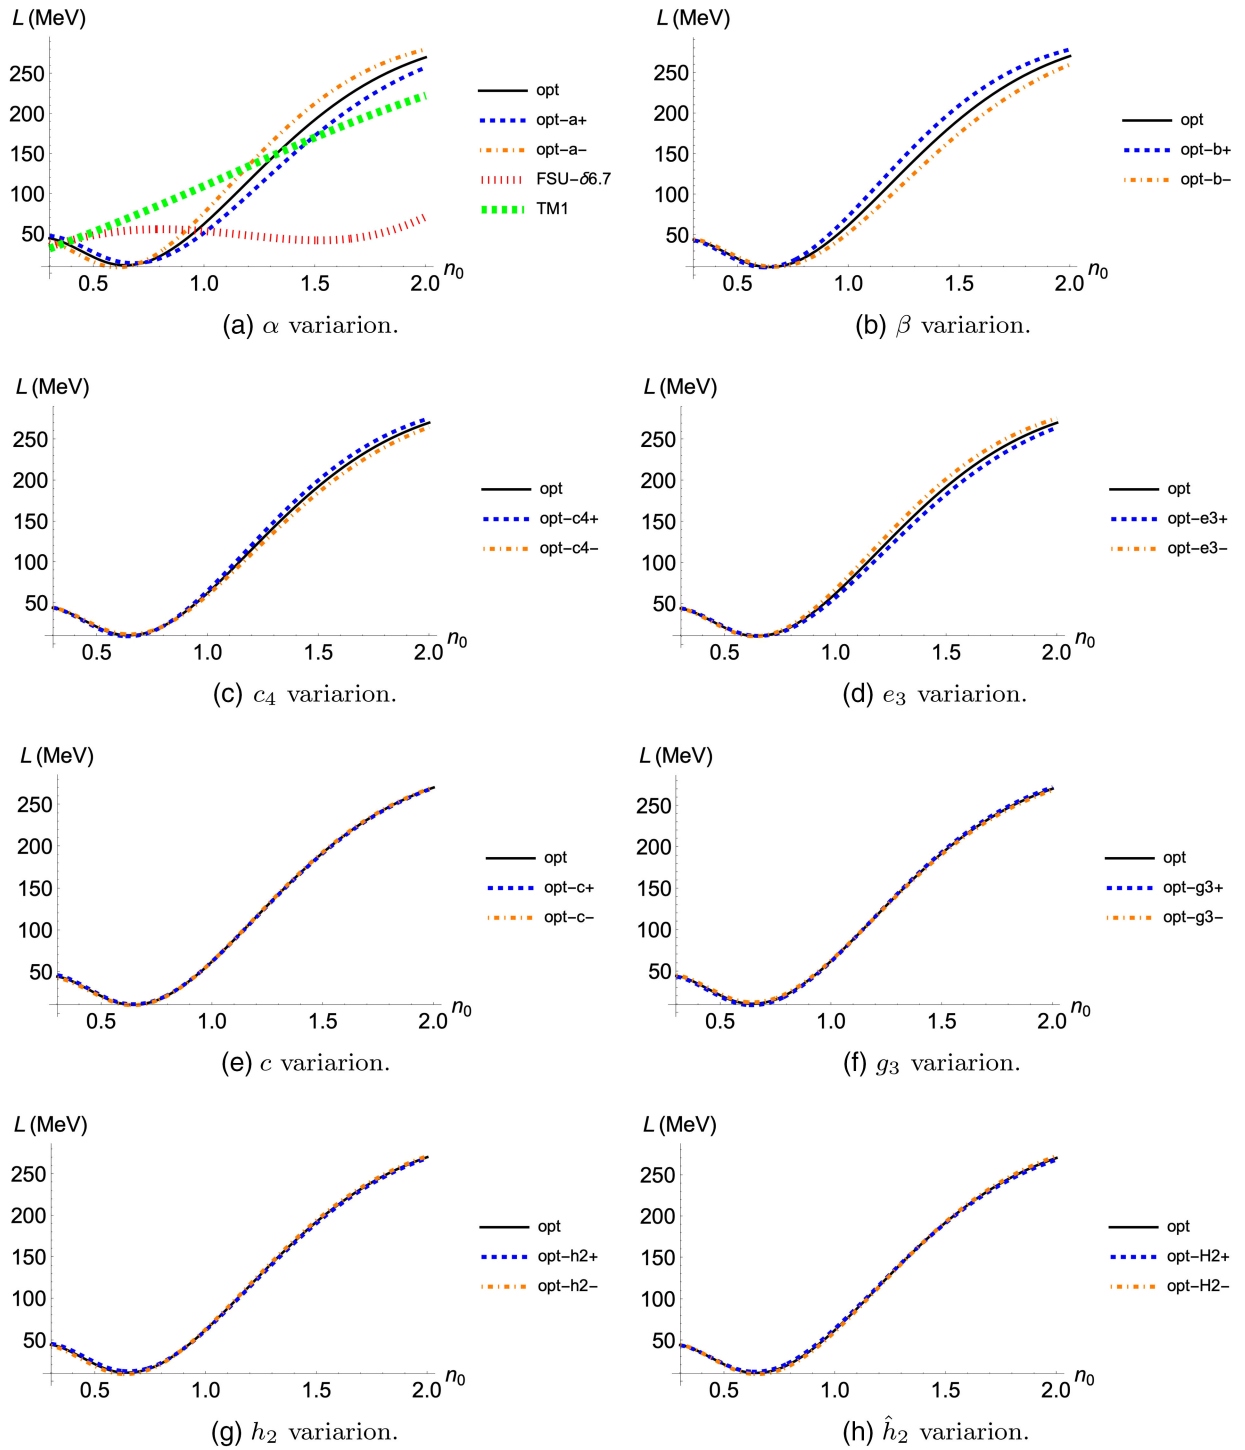 L (MeV)
250
200
150
100
50
0.5
1.0
1.5
2.0
n0
opt
opt-a+
opt-a-
FSU-δ6.7
TM1
(a) α variarion.
L (MeV)
250
200
150
100
50
0.5
1.0
1.5
2.0
n0
opt
opt-b+
opt-b-
(b) β variarion.
L (MeV)
250
200
150
100
50
0.5
1.0
1.5
2.0
n0
opt
opt-c4+
opt-c4-
(c) c4 variarion.
L (MeV)
250
200
150
100
50
0.5
1.0
1.5
2.0
n0
opt
opt-e3+
opt-e3-
(d) e3 variarion.
L (MeV)
250
200
150
100
50
0.5
1.0
1.5
2.0
n0
opt
opt-c+
opt-c-
(e) c variarion.
L (MeV)
250
200
150
100
50
0.5
1.0
1.5
2.0
n0
opt
opt-g3+
opt-g3-
(f) g3 variarion.
L (MeV)
250
200
150
100
50
0.5
1.0
1.5
2.0
n0
opt
opt-h2+
opt-h2-
(g) h2 variarion.
L (MeV)
250
200
150
100
50
0.5
1.0
1.5
2.0
n0
opt
opt-H2+
opt-H2-
(h) ĥ2 variarion.